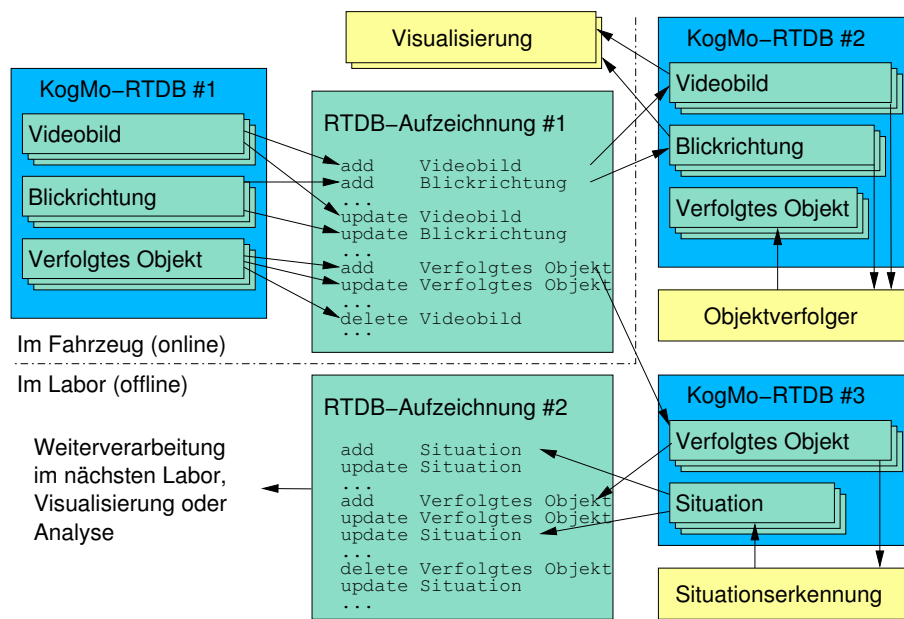 Visualisierung
KogMo−RTDB #1
Videobild
Blickrichtung
Verfolgtes Objekt
RTDB−Aufzeichnung #1
add Videobild
add Blickrichtung
...
update Videobild
update Blickrichtung
...
add Verfolgtes Objekt
update Verfolgtes Objekt
...
delete Videobild
...
KogMo−RTDB #2
Videobild
Blickrichtung
Verfolgtes Objekt
Objektverfolger
Im Fahrzeug (online)
Im Labor (offline)
Weiterverarbeitung
im nächsten Labor,
Visualisierung oder
Analyse
RTDB−Aufzeichnung #2
add Situation
update Situation
...
add Verfolgtes Objekt
update Verfolgtes Objekt
update Situation
...
delete Verfolgtes Objekt
update Situation
...
KogMo−RTDB #3
Verfolgtes Objekt
Situation
Situationserkennung